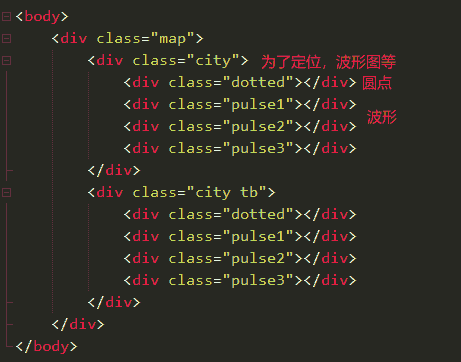 <body>
<div class="map">
<div class="city"> 为了定位，波形图等
<div class="dotted"></div> 圆点
<div class="pulse1"></div>
<div class="pulse2"></div> 波形
<div class="pulse3"></div>
</div>
<div class="city tb">
<div class="dotted"></div>
<div class="pulse1"></div>
<div class="pulse2"></div>
<div class="pulse3"></div>
</div>
</div>
</body>